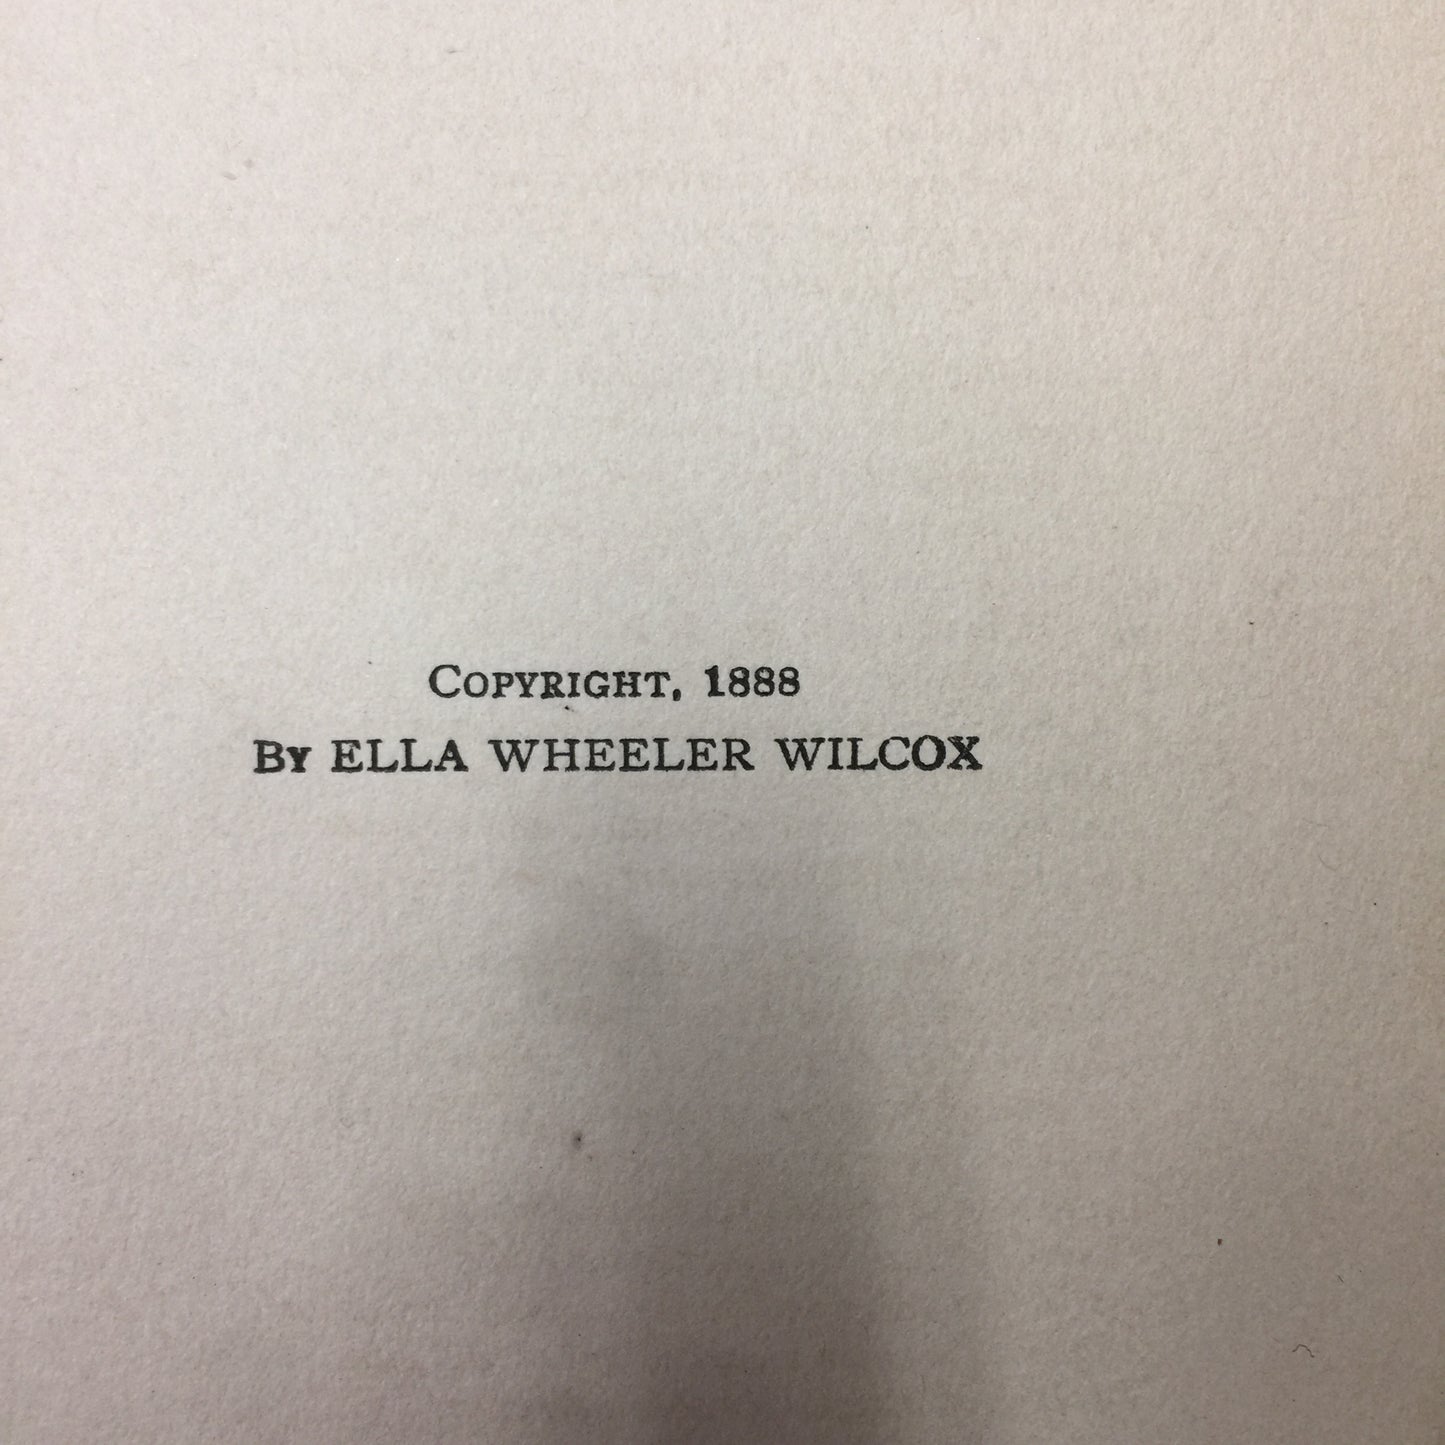 Copyright, 1888
By ELLA WHEELER WILCOX